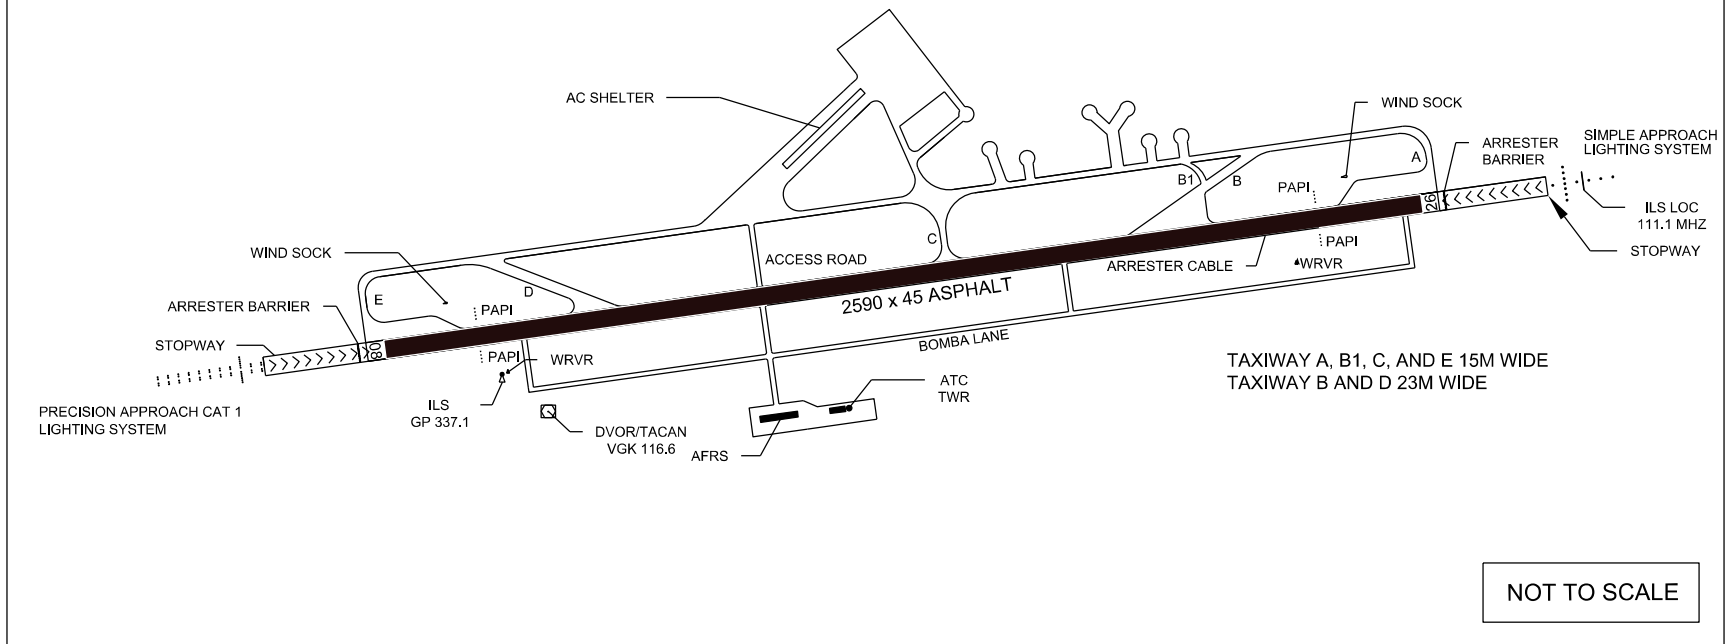 AC SHELTER
WIND SOCK
ARRESTER
BARRIER
SIMPLE APPROACH
LIGHTING SYSTEM
A
B1
B
PAPI
26
ILS LOC
111.1 MHZ
STOPWAY
WIND SOCK
C
ACCESS ROAD
PAPI
ARRESTER CABLE
WRVR
E
D
ARRESTER BARRIER
PAPI
2590 x 45 ASPHALT
STOPWAY
08
PAPI
WRVR
BOMBA LANE
TAXIWAY A, B1, C, AND E 15M WIDE
TAXIWAY B AND D 23M WIDE
PRECISION APPROACH CAT 1
LIGHTING SYSTEM
ILS
GP 337.1
ATC
TWR
DVOR/TACAN
VGK 116.6
AFRS
NOT TO SCALE